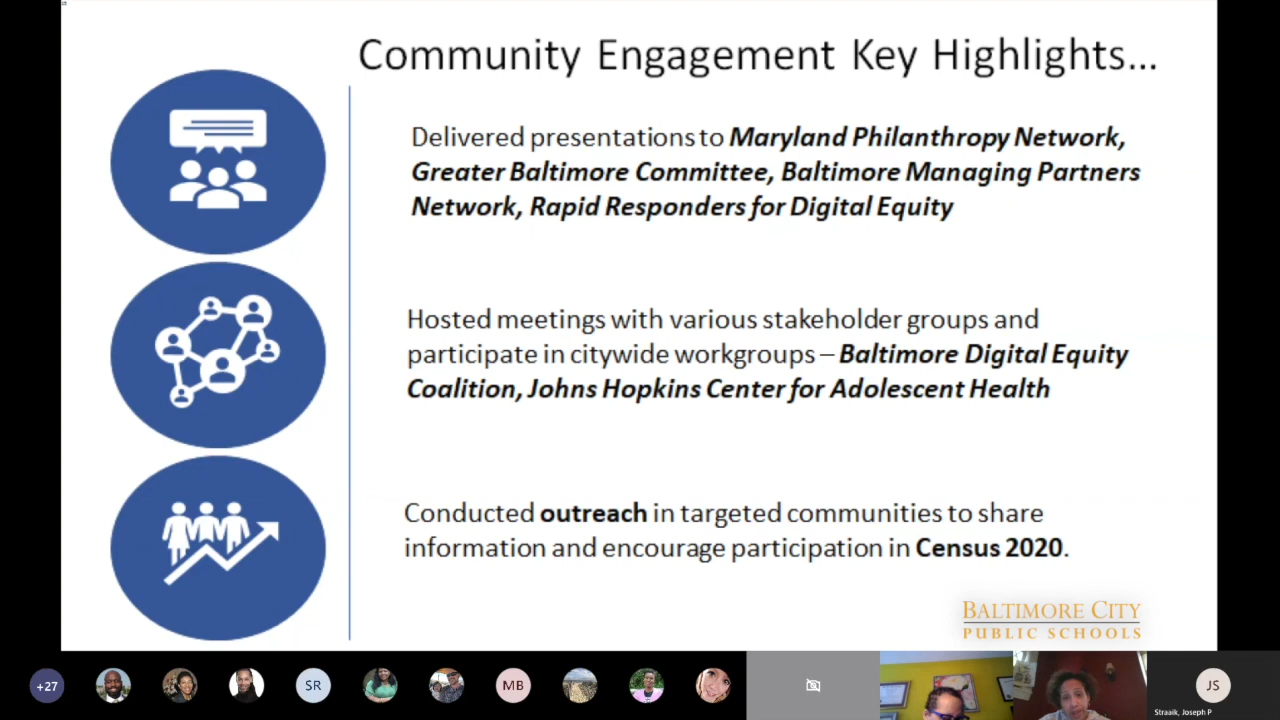 Community Engagement Key Highlights...
Delivered presentations to Maryland Philanthropy Network,
Greater Baltimore Committee, Baltimore Managing Partners
Network, Rapid Responders for Digital Equity
Hosted meetings with various stakeholder groups and
participate in citywide workgroups – Baltimore Digital Equity
Coalition, Johns Hopkins Center for Adolescent Health
Conducted outreach in targeted communities to share
information and encourage participation in Census 2020.
BALTIMORE CITY
PUBLIC SCHOOLS
+27
SR
MB
JS
Straaik, Joseph P